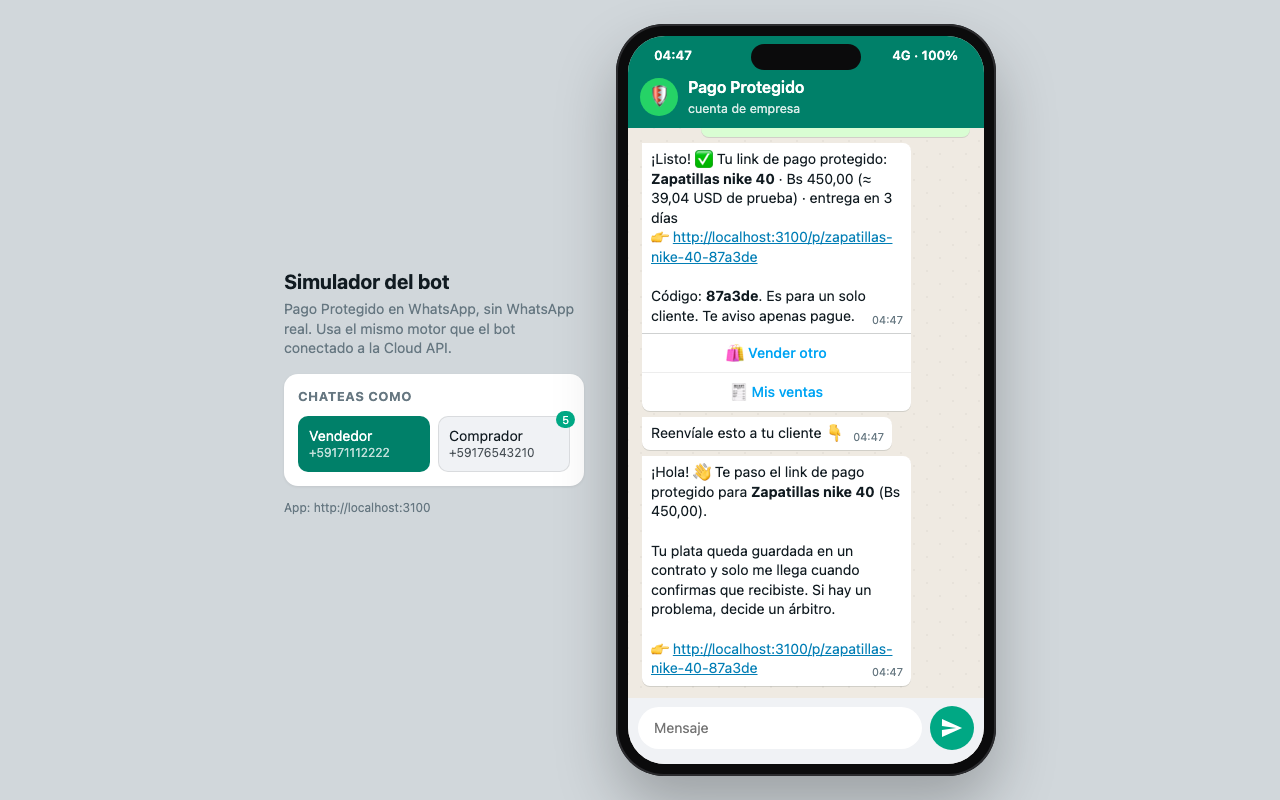 Simulador del bot
Pago Protegido en WhatsApp, sin WhatsApp
real. Usa el mismo motor que el bot
conectado a la Cloud API.
CHATEAS COMO
Vendedor
+59171112222
Comprador
+59176543210
5
App: http://localhost:3100
04:47
4G · 100%
Pago Protegido
cuenta de empresa
¡Listo! ✅ Tu link de pago protegido:
Zapatillas nike 40 · Bs 450,00 (≈
39,04 USD de prueba) · entrega en 3
días
👉 http://localhost:3100/p/zapatillas-
nike-40-87a3de
Código: 87a3de. Es para un solo
cliente. Te aviso apenas pague.
04:47
🛍️ Vender otro
🧾 Mis ventas
Reenvíale esto a tu cliente 👇
04:47
¡Hola! 👋 Te paso el link de pago
protegido para Zapatillas nike 40 (Bs
450,00).
Tu plata queda guardada en un
contrato y solo me llega cuando
confirmas que recibiste. Si hay un
problema, decide un árbitro.
👉 http://localhost:3100/p/zapatillas-
nike-40-87a3de
04:47
Mensaje